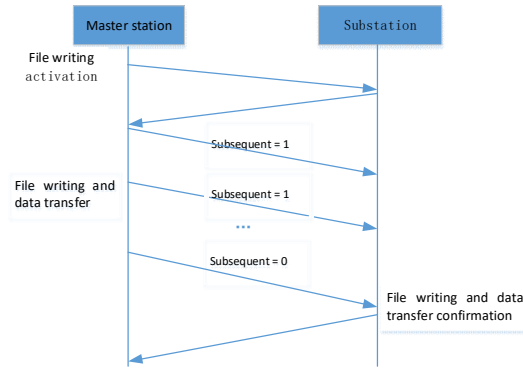 Master station
Substation
File writing
activation
Subsequent = 1
File writing and
data transfer
Subsequent = 1
...
Subsequent = 0
File writing and data
transfer confirmation